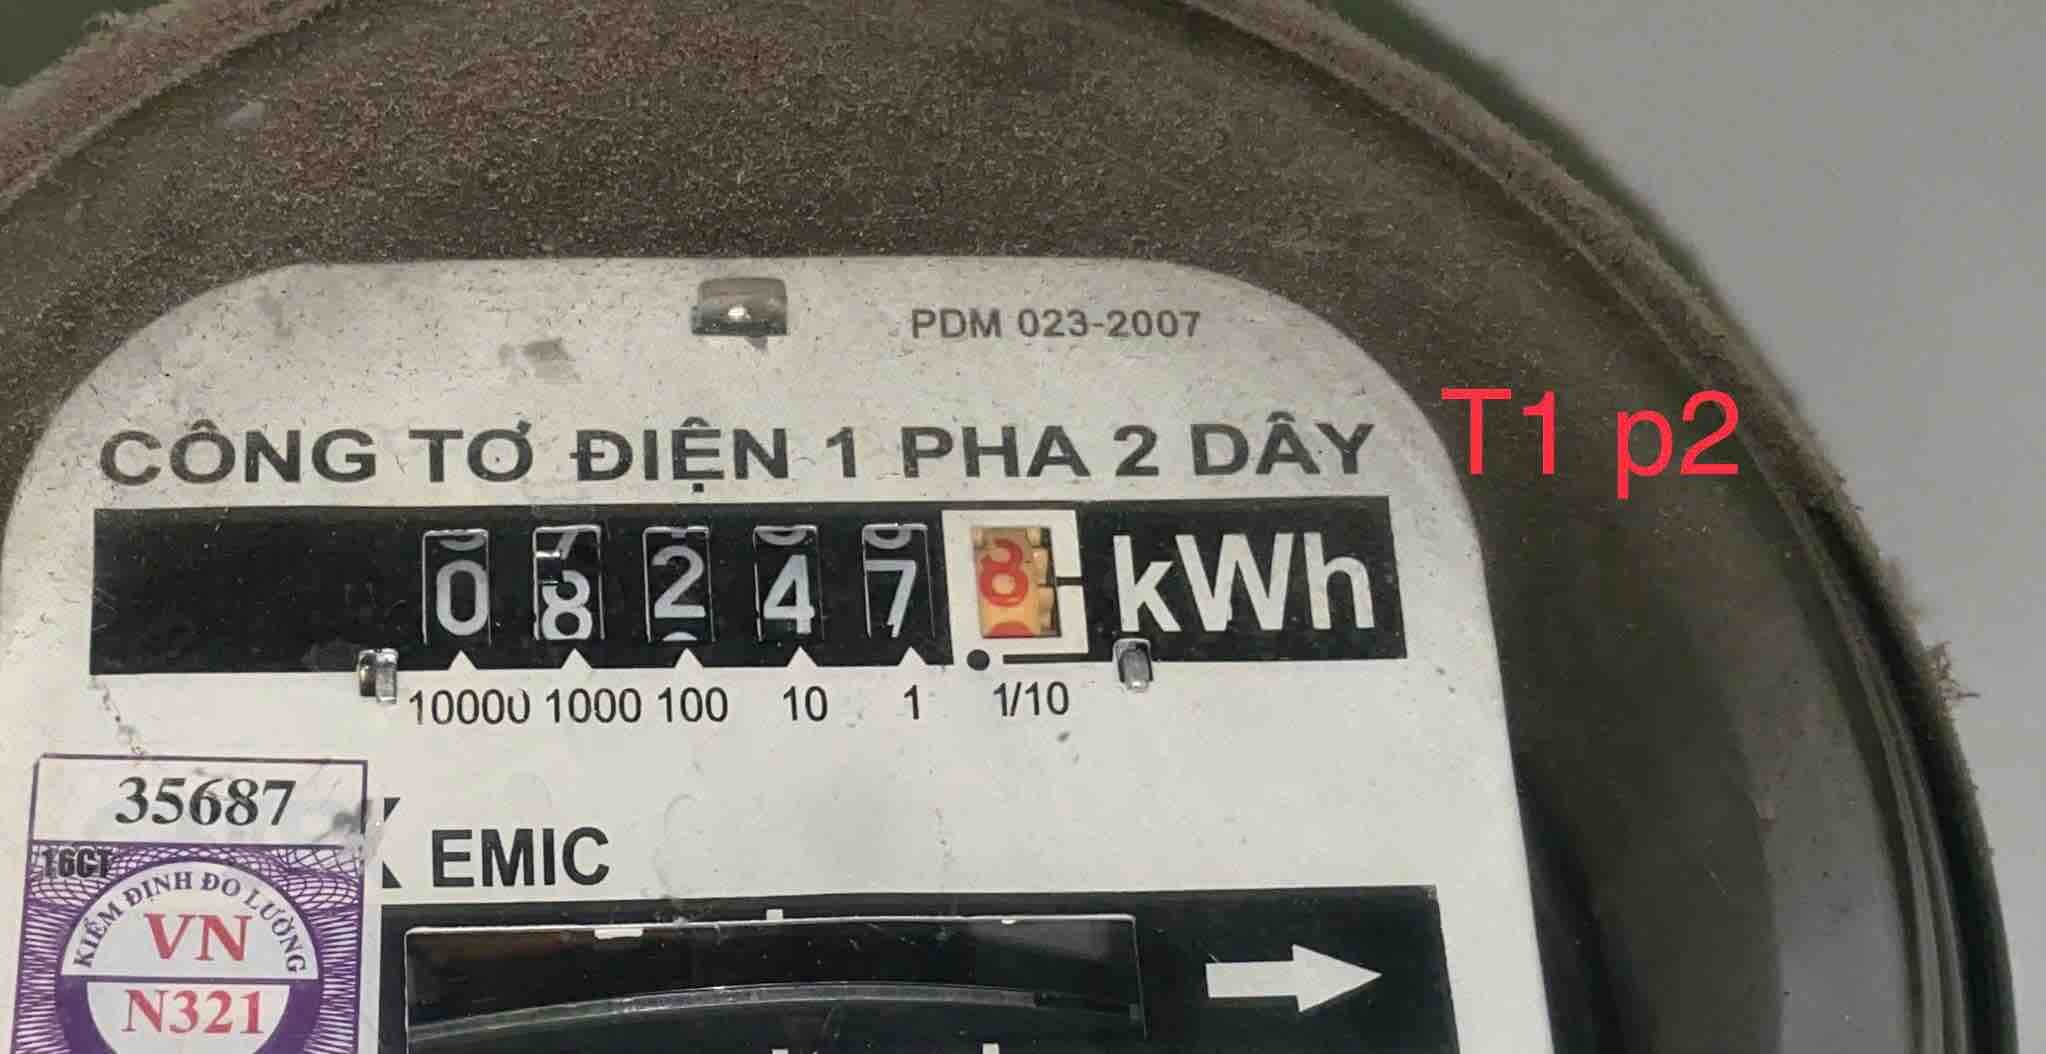 PDM 023-2007
CÔNG TƠ ĐIỆN 1 PHA 2 DÂY
T1 p2
0 8 2 4 7 8 kWh
10000 1000 100 10 1 1/10
35687
EMIC
16CT
KIỂM ĐỊNH ĐO LƯỜNG
VN
N321